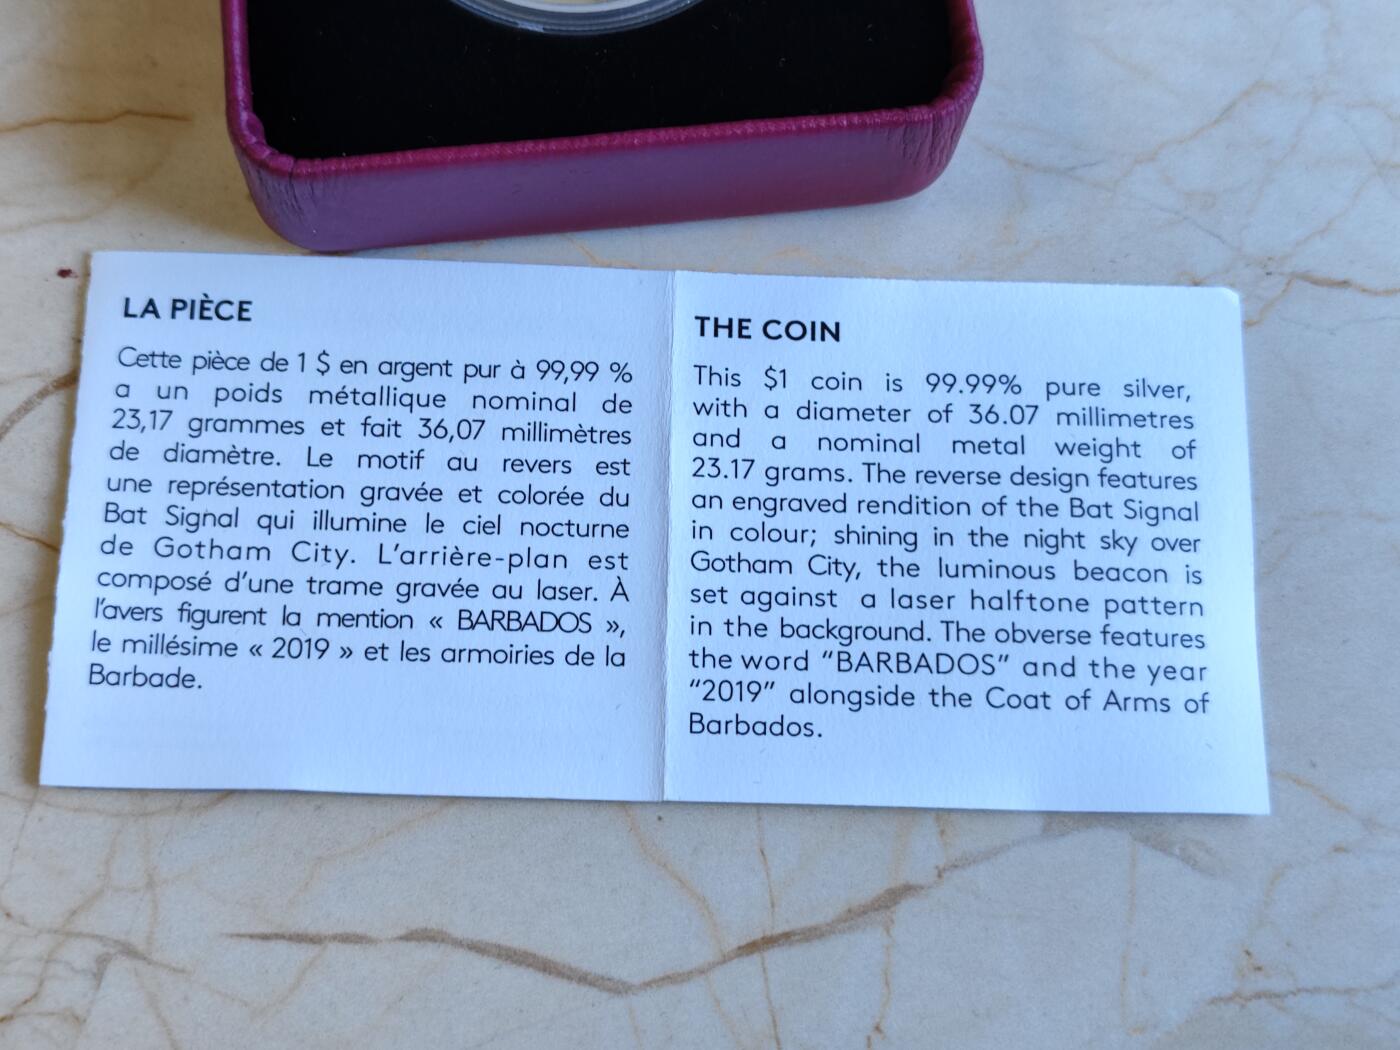 LA PIÈCE
Cette pièce de 1 $ en argent pur à 99,99 %
a un poids métallique nominal de
23,17 grammes et fait 36,07 millimètres
de diamètre. Le motif au revers est
une représentation gravée et colorée du
Bat Signal qui illumine le ciel nocturne
de Gotham City. L'arrière-plan est
composé d'une trame gravée au laser. À
l'avers figurent la mention « BARBADOS »,
le millésime « 2019 » et les armoiries de la
Barbade.
THE COIN
This $1 coin is 99.99% pure silver,
with a diameter of 36.07 millimetres
and a nominal metal weight of
23.17 grams. The reverse design features
an engraved rendition of the Bat Signal
in colour; shining in the night sky over
Gotham City, the luminous beacon is
set against a laser halftone pattern
in the background. The obverse features
the word "BARBADOS" and the year
"2019" alongside the Coat of Arms of
Barbados.